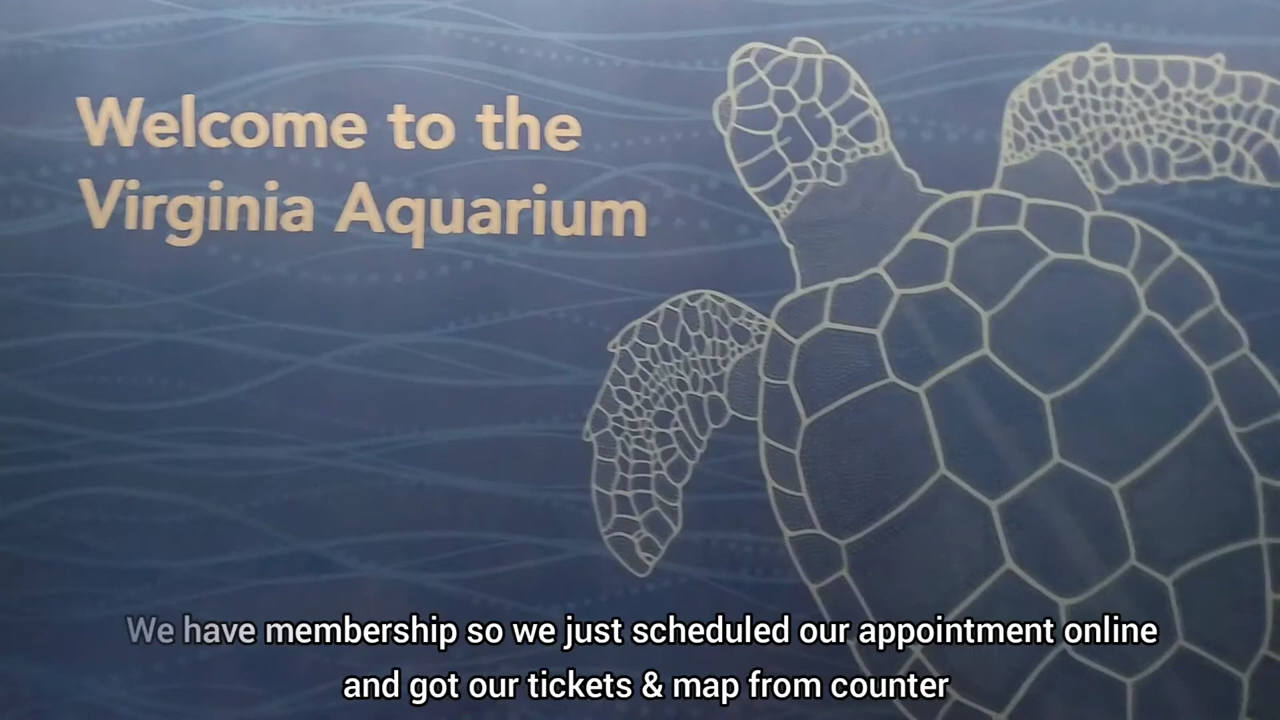 Welcome to the
Virginia Aquarium
We have membership so we just scheduled our appointment online
and got our tickets & map from counter